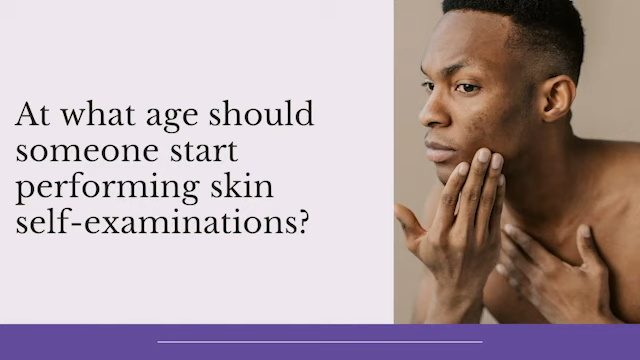 At what age should
someone start
performing skin
self-examinations?